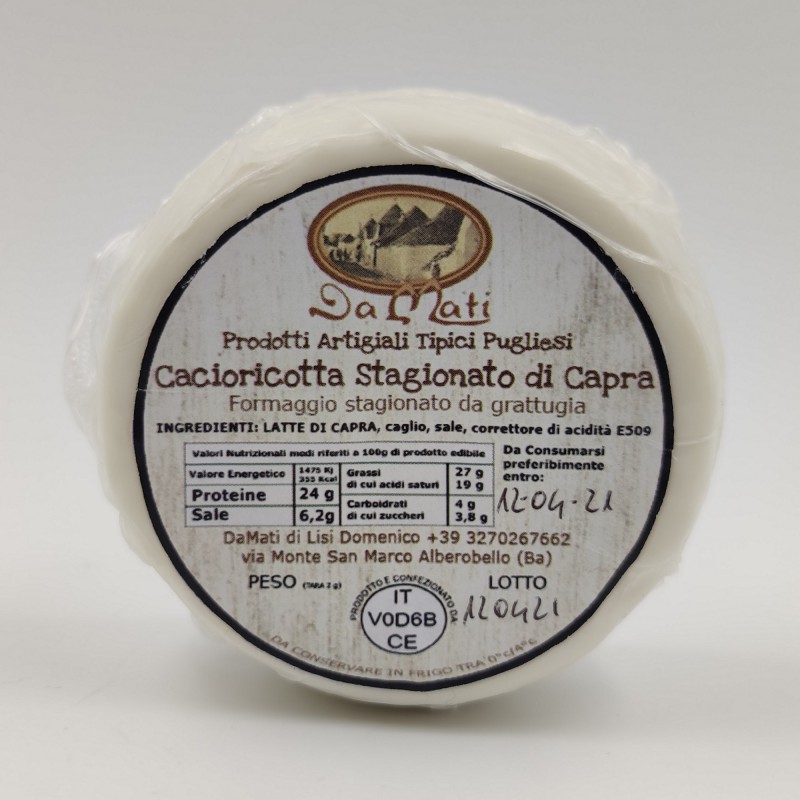 Da Mati
Prodotti Artigiali Tipici Pugliesi
Cacioricotta Stagionato di Capra
Formaggio stagionato da grattugia
INGREDIENTI: LATTE DI CAPRA, caglio, sale, correttore di acidità E509
Valori Nutrizionali medi riferiti a 100g di prodotto edibile
Valore Energetico 1475 Kj 355 Kcal
Proteine 24 g
Sale 6,2g
Grassi 27 g
di cui acidi saturi 19 g
Carboidrati 4 g
di cui zuccheri 3,8 g
Da Consumarsi
preferibimente
entro:
12-04-21
DaMati di Lisi Domenico +39 3270267662
via Monte San Marco Alberobello (Ba)
PESO (TARA 2 g)
PRODOTTO E CONFEZIONATO DA
IT
V0D6B
CE
LOTTO
120421
DA CONSERVARE IN FRIGO TRA 0°c/4°c